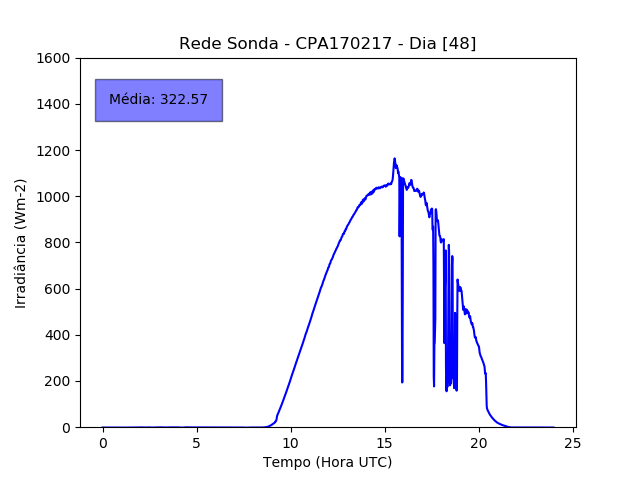 Rede Sonda - CPA170217 - Dia [48]
1600
1400
1200
1000
800
600
400
200
0
Irradiância (Wm-2)
Média: 322.57
0 5 10 15 20 25
Tempo (Hora UTC)